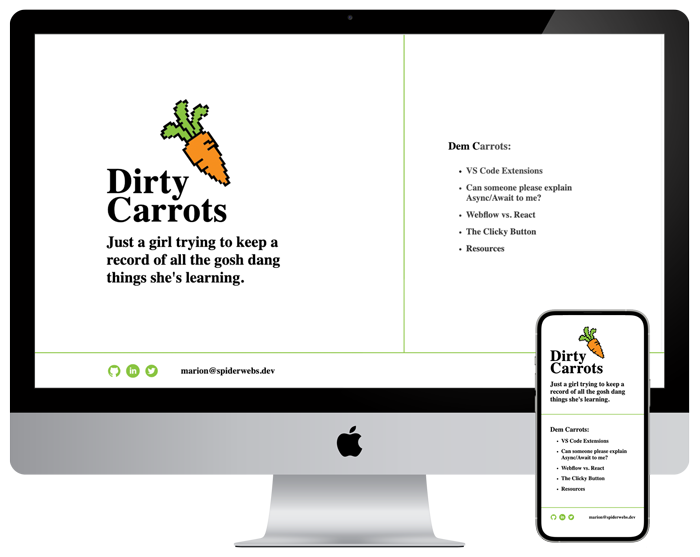 Dirty
Carrots
Just a girl trying to keep a
record of all the gosh dang
things she's learning.
Dem Carrots:
• VS Code Extensions
• Can someone please explain
Async/Await to me?
• Webflow vs. React
• The Clicky Button
• Resources
marion@spiderwebs.dev
Dirty
Carrots
Just a girl trying to keep a
record of all the gosh dang
things she's learning.
Dem Carrots:
• VS Code Extensions
• Can someone please explain
Async/Await to me?
• Webflow vs. React
• The Clicky Button
• Resources
marion@spiderwebs.dev